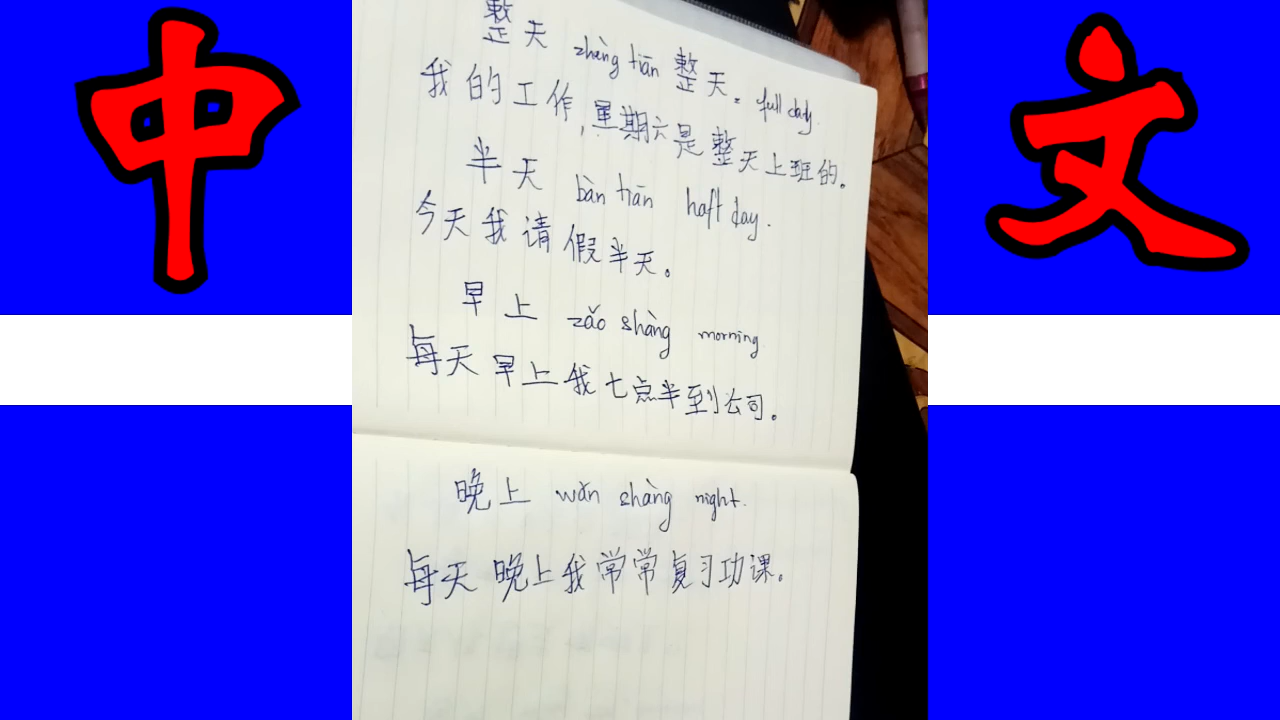 中
文
整天 zhěng tiān 整天。full day.
我的工作,星期六是整天上班的。
半天 bàn tiān haft day.
今天我请假半天。
早上 zǎo shàng morning
每天早上我七点半到公司。
晚上 wǎn shàng night.
每天晚上我常常复习功课。